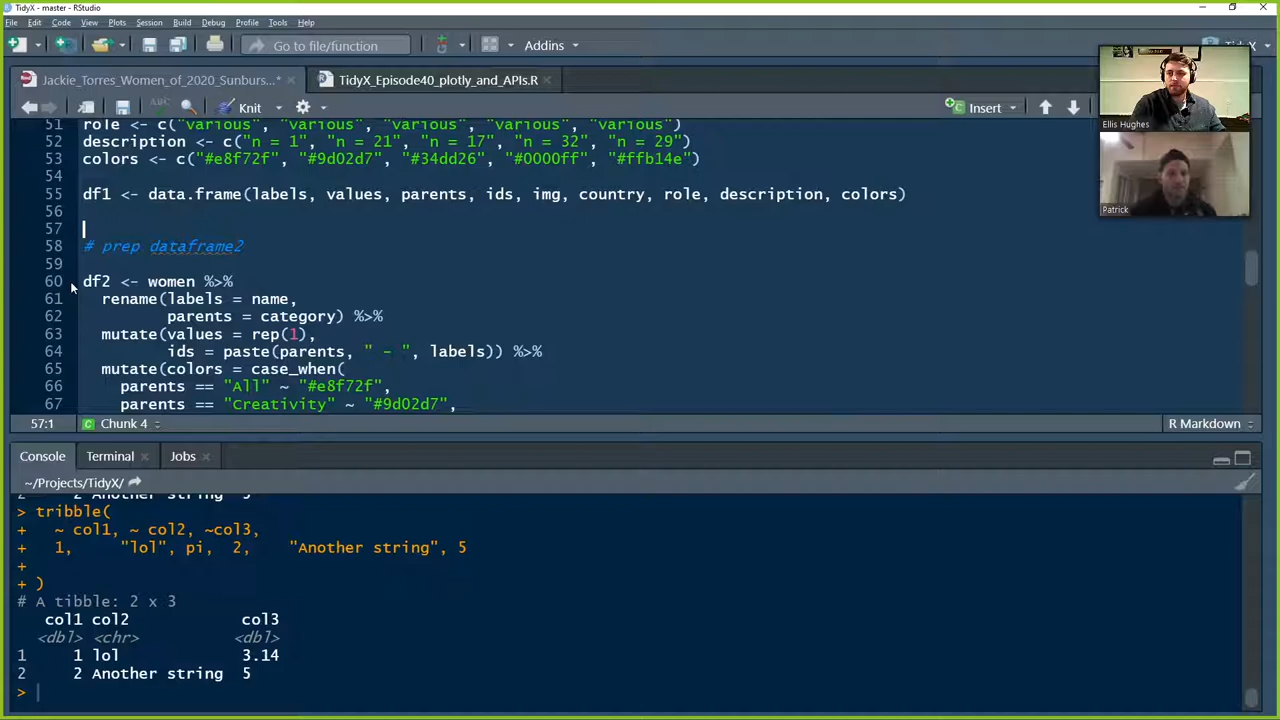 TidyX - master - RStudio
File Edit Code View Plots Session Build Debug Profile Tools Help
Go to file/function
Addins
Jackie_Torres_Women_of_2020_Sunburs...*
TidyX_Episode40_plotly_and_APIs.R
Knit
Insert
51 role <- c("various", "various", "various", "various", "various")
52 description <- c("n = 1", "n = 21", "n = 17", "n = 32", "n = 29")
53 colors <- c("#e8f72f", "#9d02d7", "#34dd26", "#0000ff", "#ffb14e")
54
55 df1 <- data.frame(labels, values, parents, ids, img, country, role, description, colors)
56
57
58 # prep dataframe2
59
60 df2 <- women %>%
61 rename(labels = name,
62 parents = category) %>%
63 mutate(values = rep(1),
64 ids = paste(parents, " - ", labels)) %>%
65 mutate(colors = case_when(
66 parents == "All" ~ "#e8f72f",
67 parents == "Creativity" ~ "#9d02d7",
57:1
Chunk 4
R Markdown
Ellis Hughes
Patrick
Console
Terminal
Jobs
~/Projects/TidyX/
2 2 Another string 5
> tribble(
+ ~ col1, ~ col2, ~col3,
+ 1, "lol", pi, 2, "Another string", 5
+
+ )
# A tibble: 2 x 3
col1 col2 col3
<dbl> <chr> <dbl>
1 1 lol 3.14
2 2 Another string 5
>